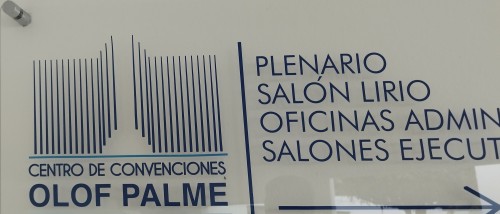 CENTRO DE CONVENCIONES
OLOF PALME
PLENARIO
SALÓN LIRIO
OFICINAS ADMIN
SALONES EJECUT